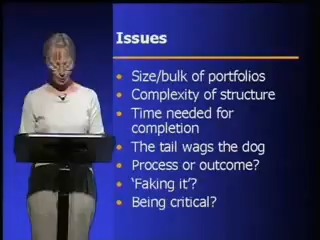 Issues
Size/bulk of portfolios
Complexity of structure
Time needed for
completion
The tail wags the dog
Process or outcome?
‘Faking it’?
Being critical?